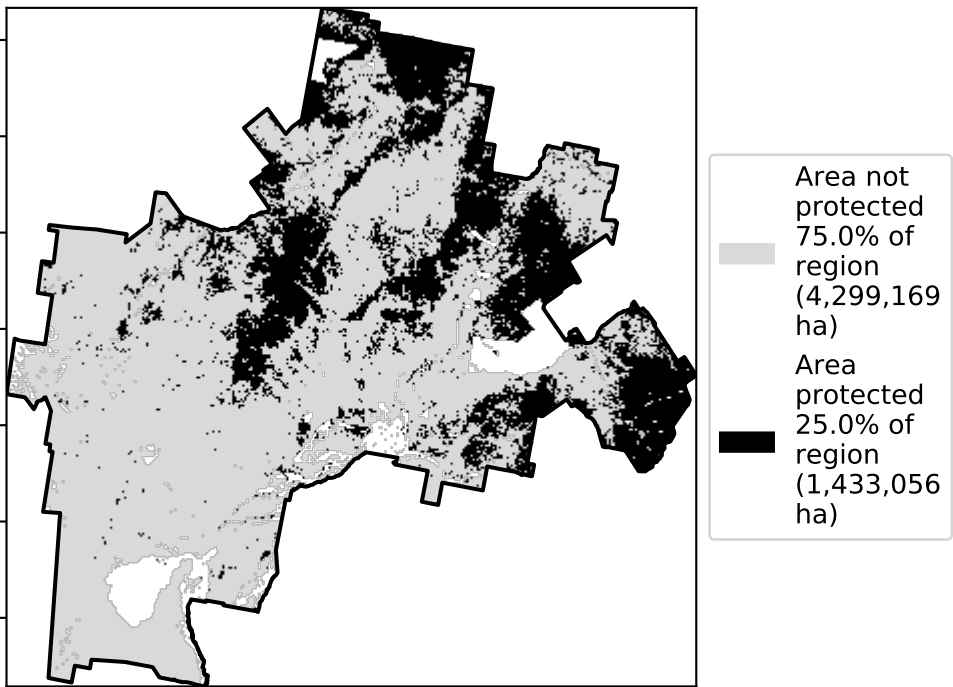 Area not
protected
75.0% of
region
(4,299,169
ha)
Area
protected
25.0% of
region
(1,433,056
ha)